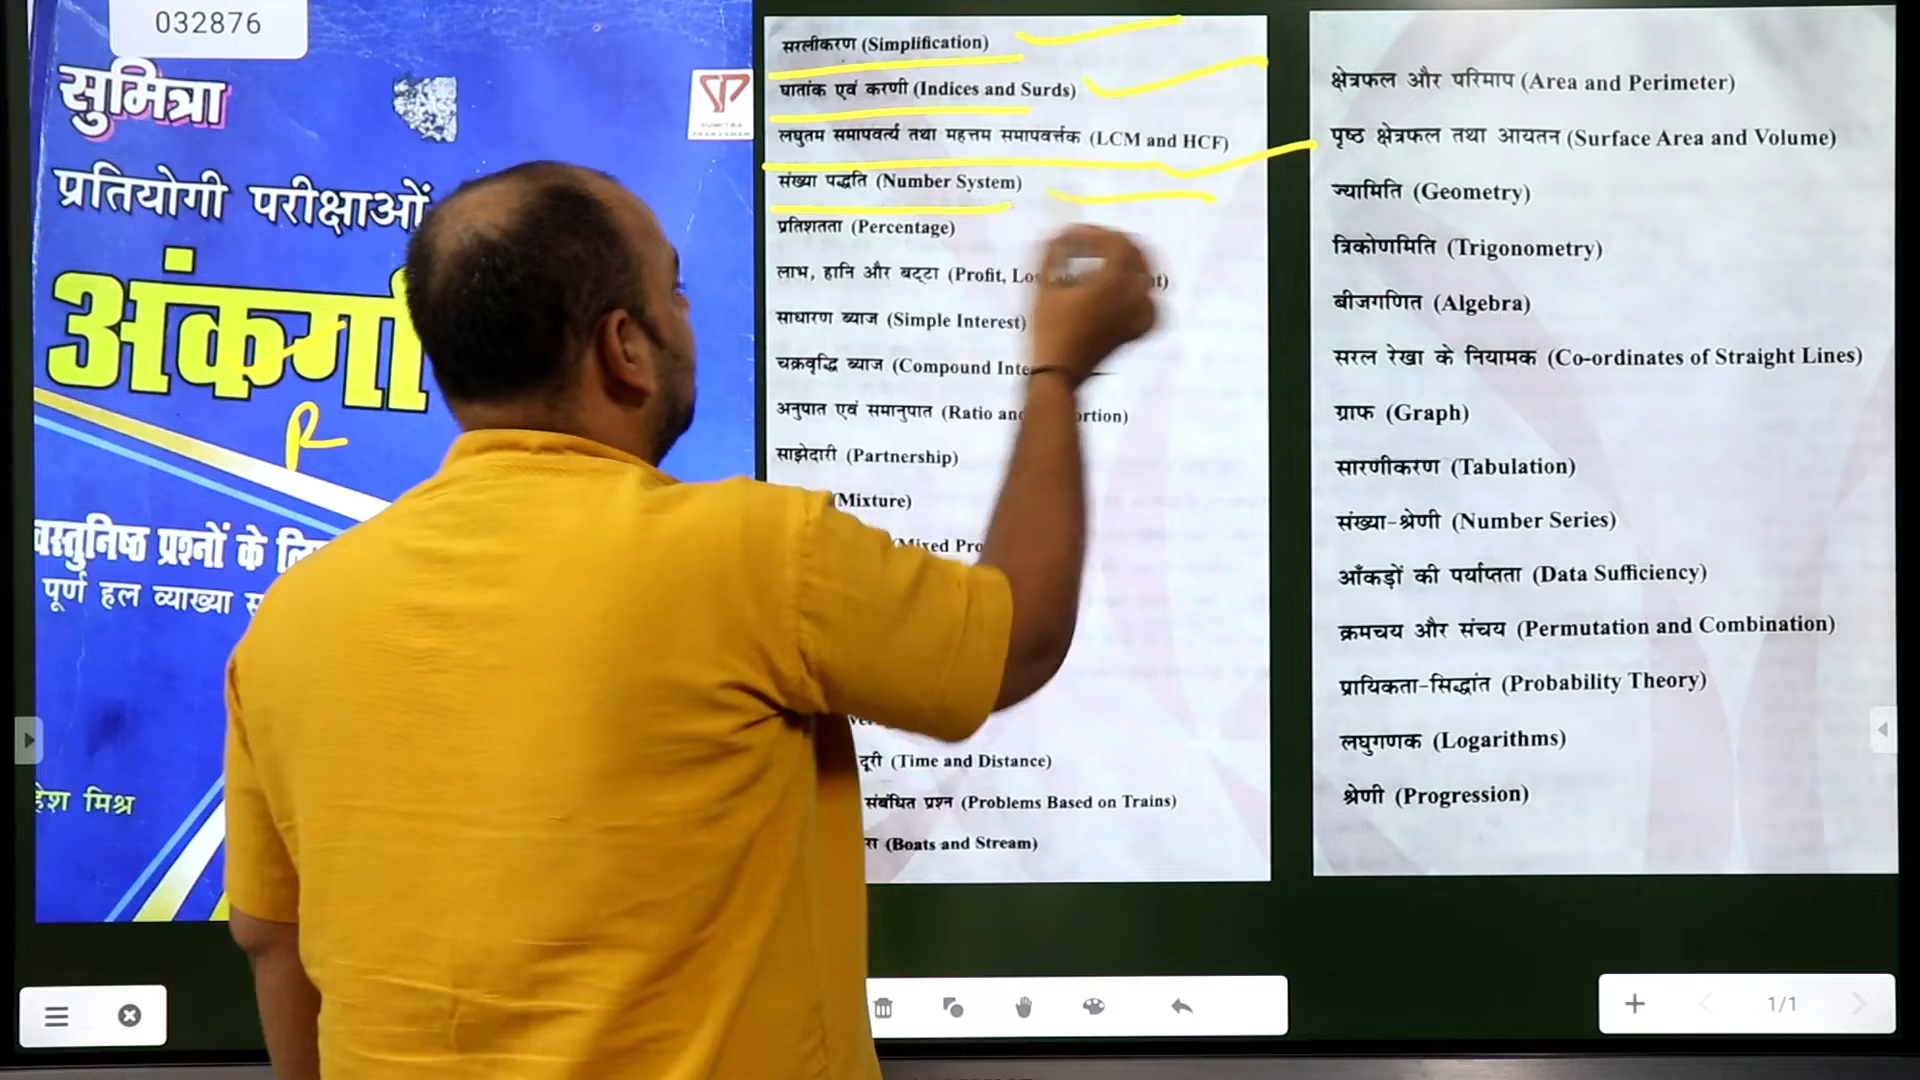 032876
सुमित्रा
SUMITRA
PRAKASHAN
प्रतियोगी परीक्षाओं
वस्तुनिष्ठ प्रश्नों के
पूर्ण हल व्याख्या
मिश्र
R
सरलीकरण (Simplification)
घातांक एवं करणी (Indices and Surds)
लघुतम समापवर्त्य तथा महत्तम समापवर्त्तक (LCM and HCF)
संख्या पद्धति (Number System)
प्रतिशतता (Percentage)
लाभ, हानि और बट्टा (Profit,
साधारण ब्याज (Simple Interest)
चक्रवृद्धि ब्याज (Compound
अनुपात एवं समानुपात (Ratio
साझेदारी (Partnership)
(Mixture)
(Mixed
दूरी (Time and Distance)
संबंधित प्रश्न (Problems Based on Trains)
(Boats and Stream)
क्षेत्रफल और परिमाप (Area and Perimeter)
पृष्ठ क्षेत्रफल तथा आयतन (Surface Area and Volume)
ज्यामिति (Geometry)
त्रिकोणमिति (Trigonometry)
बीजगणित (Algebra)
सरल रेखा के नियामक (Co-ordinates of Straight Lines)
ग्राफ (Graph)
सारणीकरण (Tabulation)
संख्या-श्रेणी (Number Series)
आँकड़ों की पर्याप्तता (Data Sufficiency)
क्रमचय और संचय (Permutation and Combination)
प्रायिकता-सिद्धांत (Probability Theory)
लघुगणक (Logarithms)
श्रेणी (Progression)
1/1